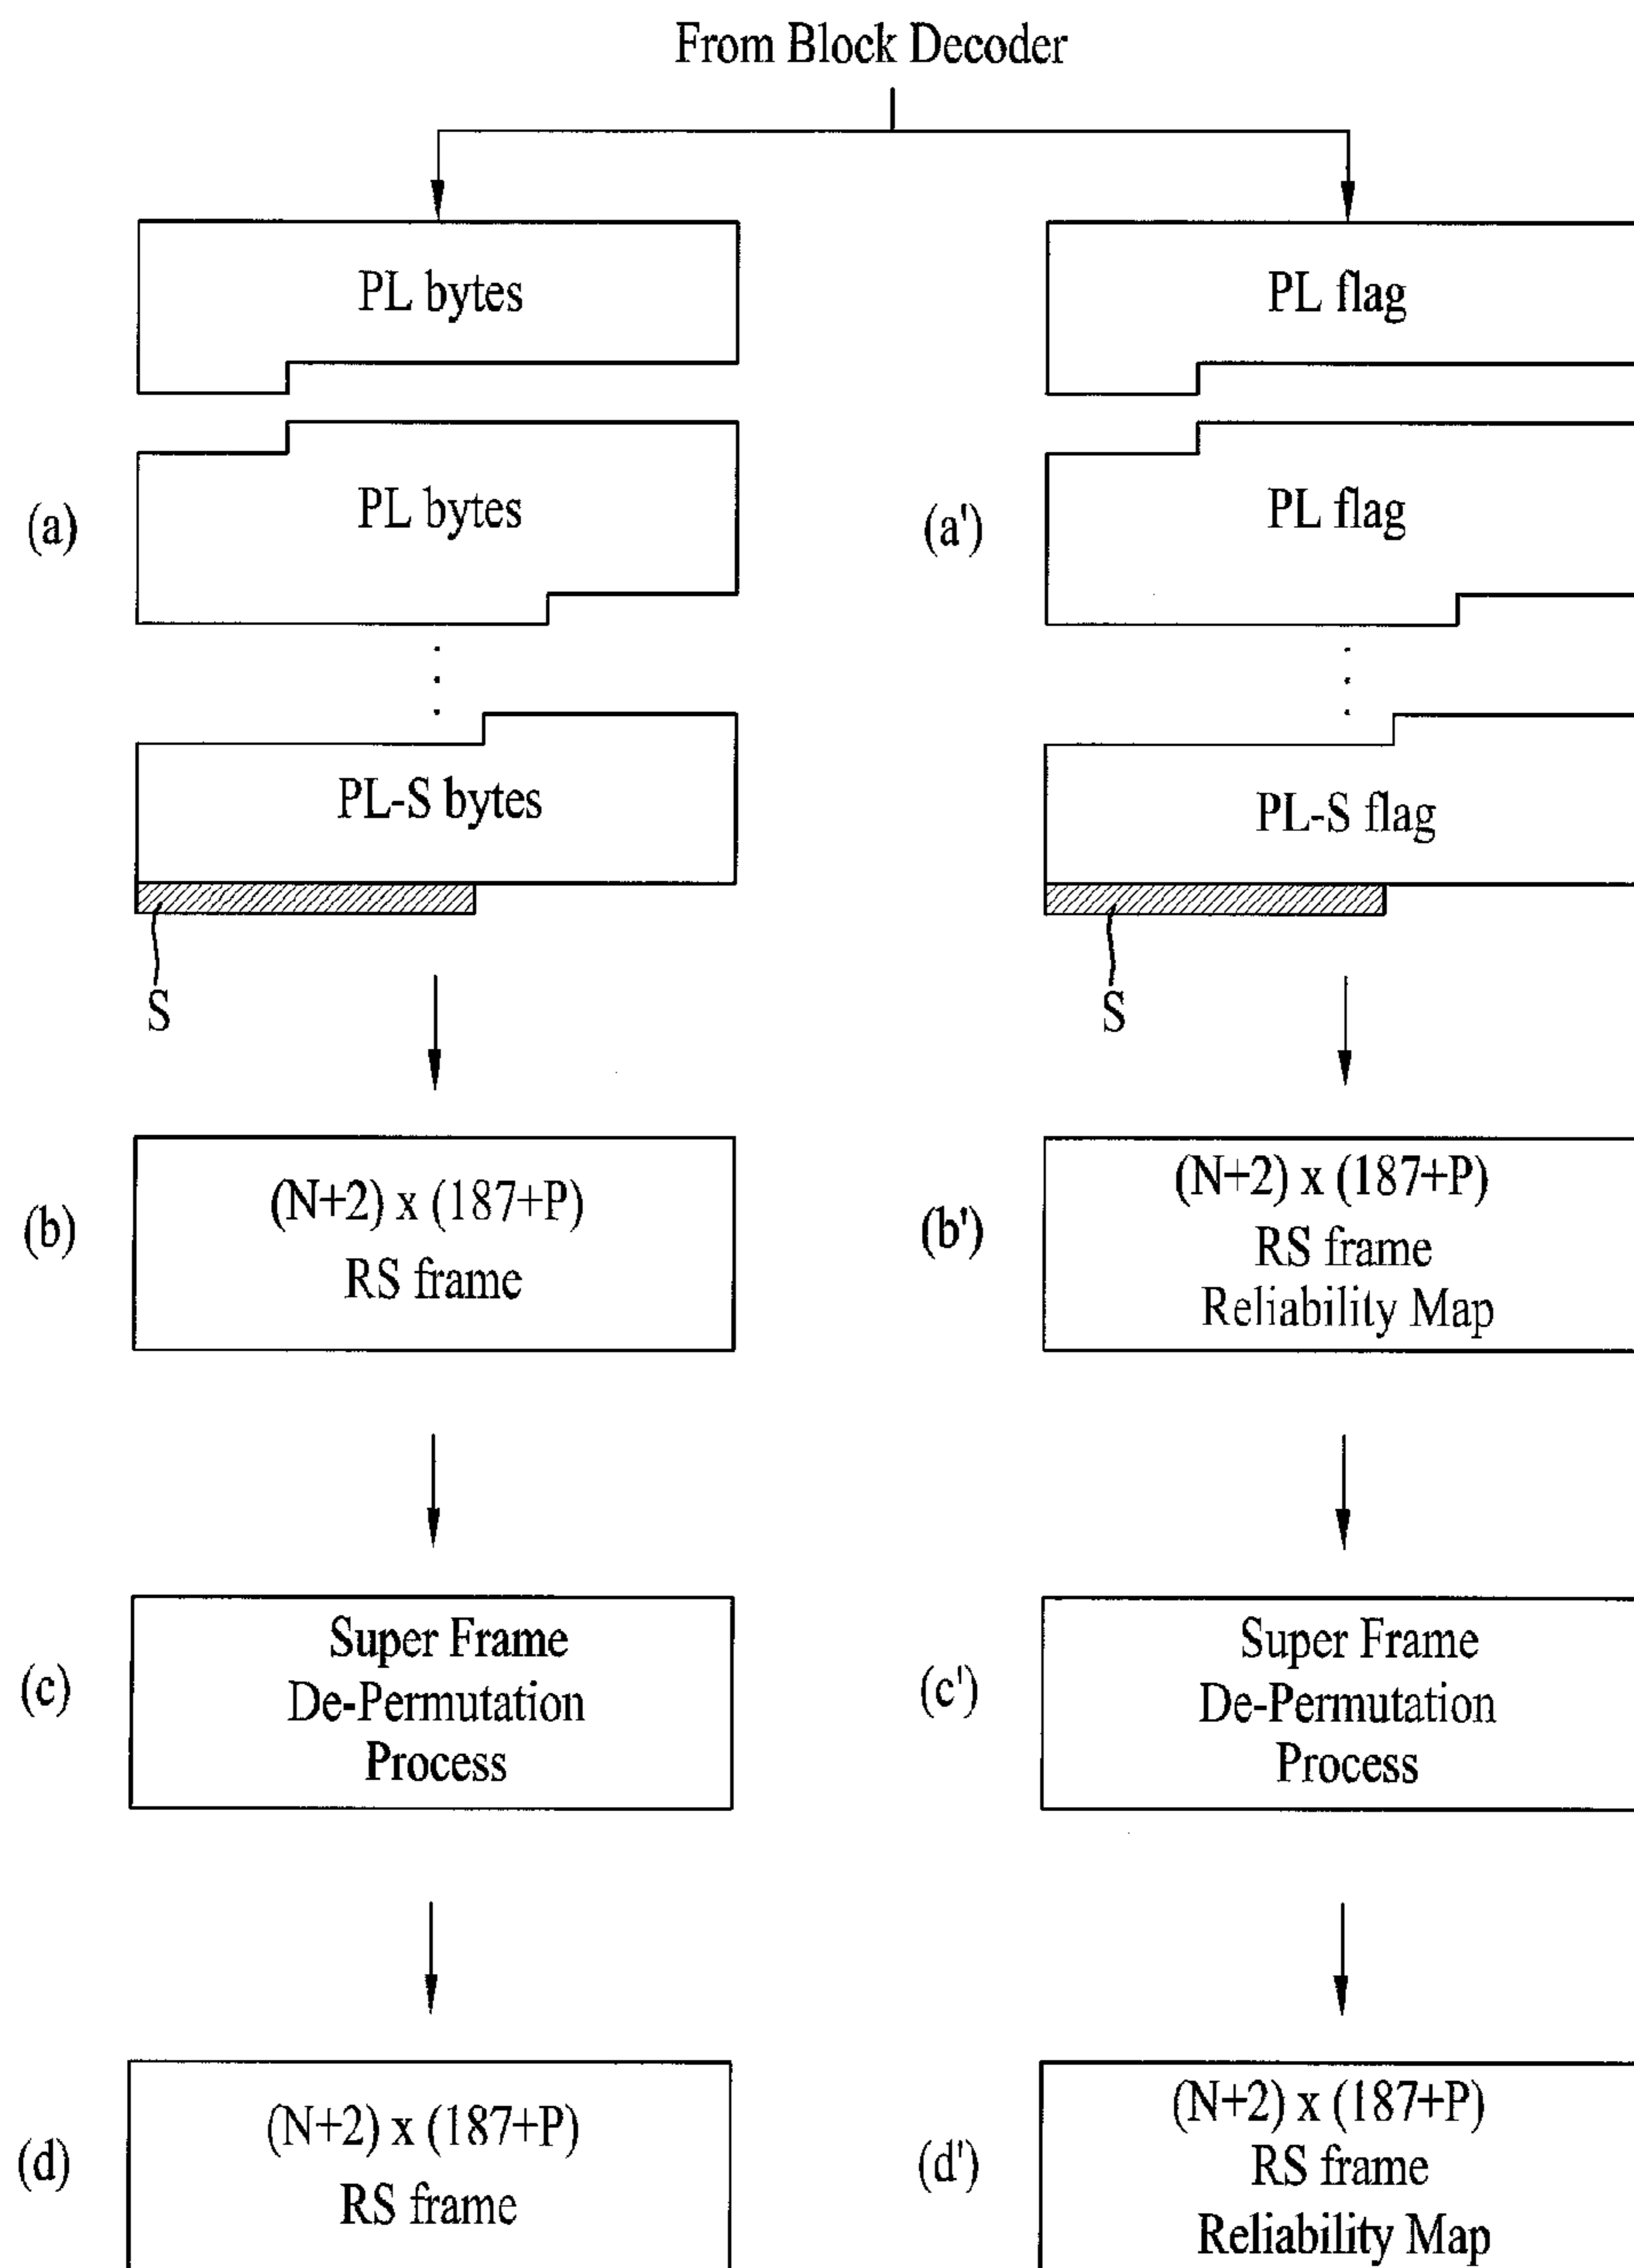 From Block Decoder
PL bytes
PL flag
PL bytes
PL flag
(a)
(a')
PL-S bytes
PL-S flag
S
S
(b)
(N+2) x (187+P)
RS frame
(b')
(N+2) x (187+P)
RS frame
Reliability Map
(c)
Super Frame
De-Permutation
Process
(c')
Super Frame
De-Permutation
Process
(d)
(N+2) x (187+P)
RS frame
(d')
(N+2) x (187+P)
RS frame
Reliability Map